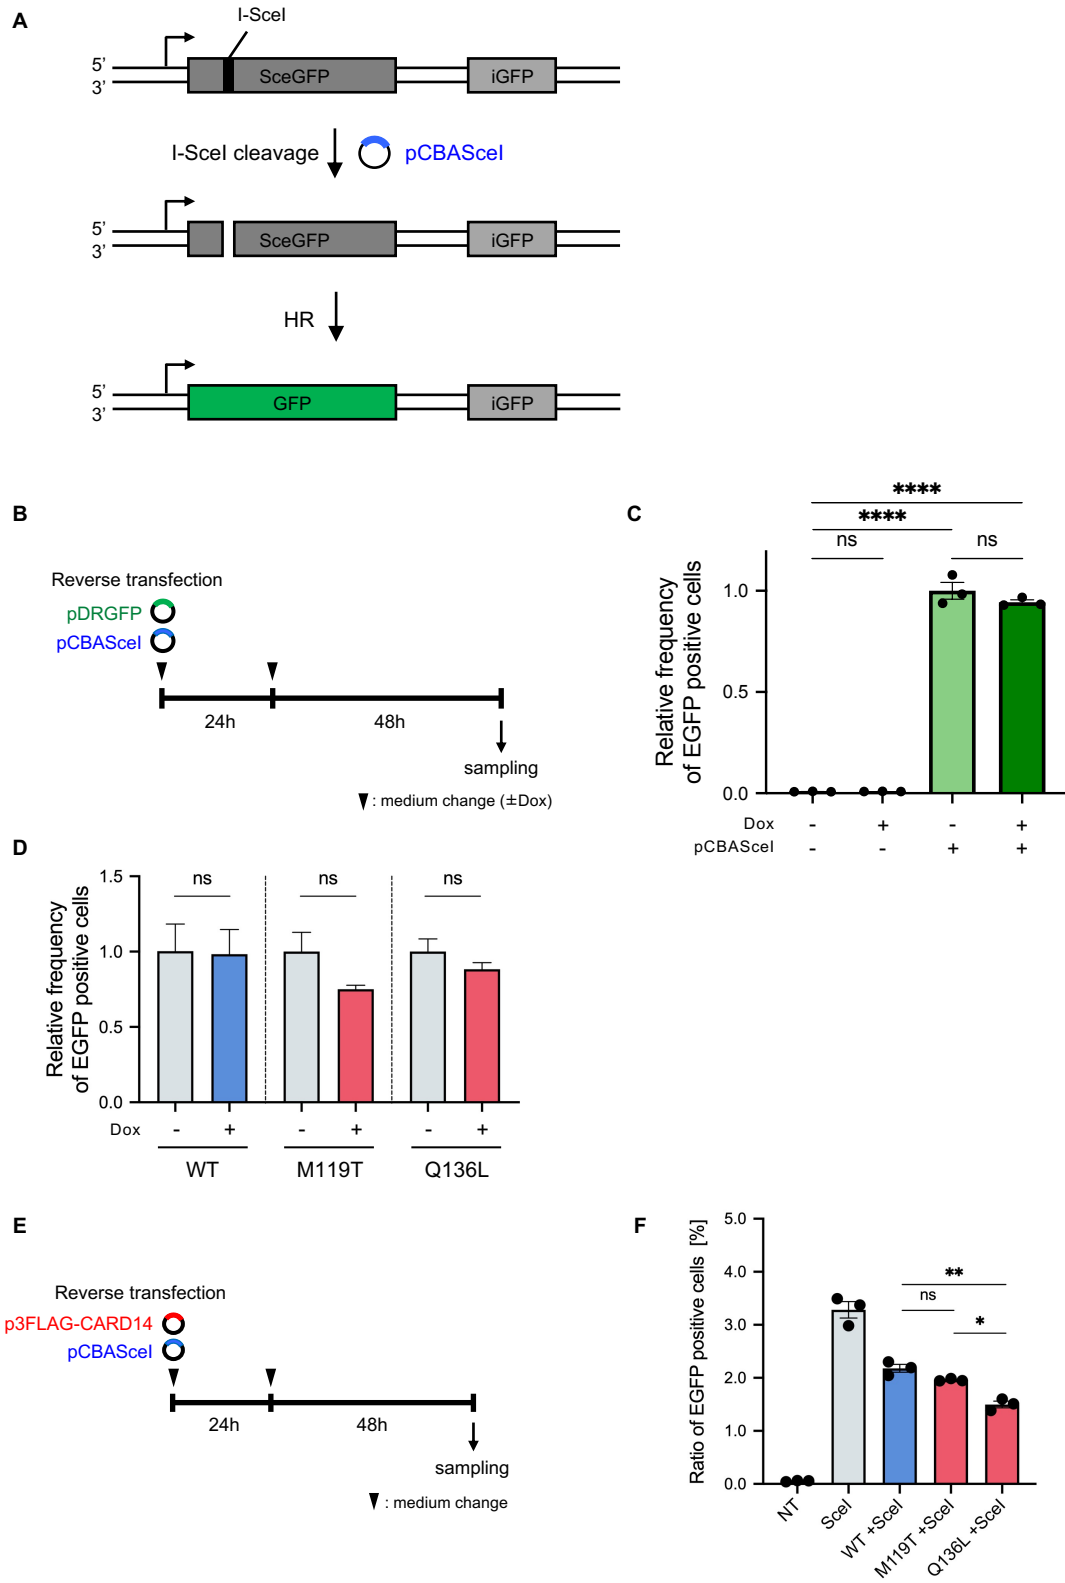 A
I-SceI
5’
3’
SceGFP
iGFP
I-SceI cleavage
pCBASceI
5’
3’
SceGFP
iGFP
HR
5’
3’
GFP
iGFP
B
Reverse transfection
pDRGFP
pCBASceI
24h
48h
sampling
: medium change (±Dox)
C
****
****
ns
ns
Relative frequency
of EGFP positive cells
1.0
0.5
0.0
Dox - + - +
pCBASceI - - + +
D
Relative frequency
of EGFP positive cells
1.5
1.0
0.5
0.0
ns
ns
ns
Dox - + - + - +
WT M119T Q136L
E
Reverse transfection
p3FLAG-CARD14
pCBASceI
24h
48h
sampling
: medium change
F
Ratio of EGFP positive cells [%]
5.0
4.0
3.0
2.0
1.0
0.0
**
ns
*
NT
SceI
WT +SceI
M119T +SceI
Q136L +SceI